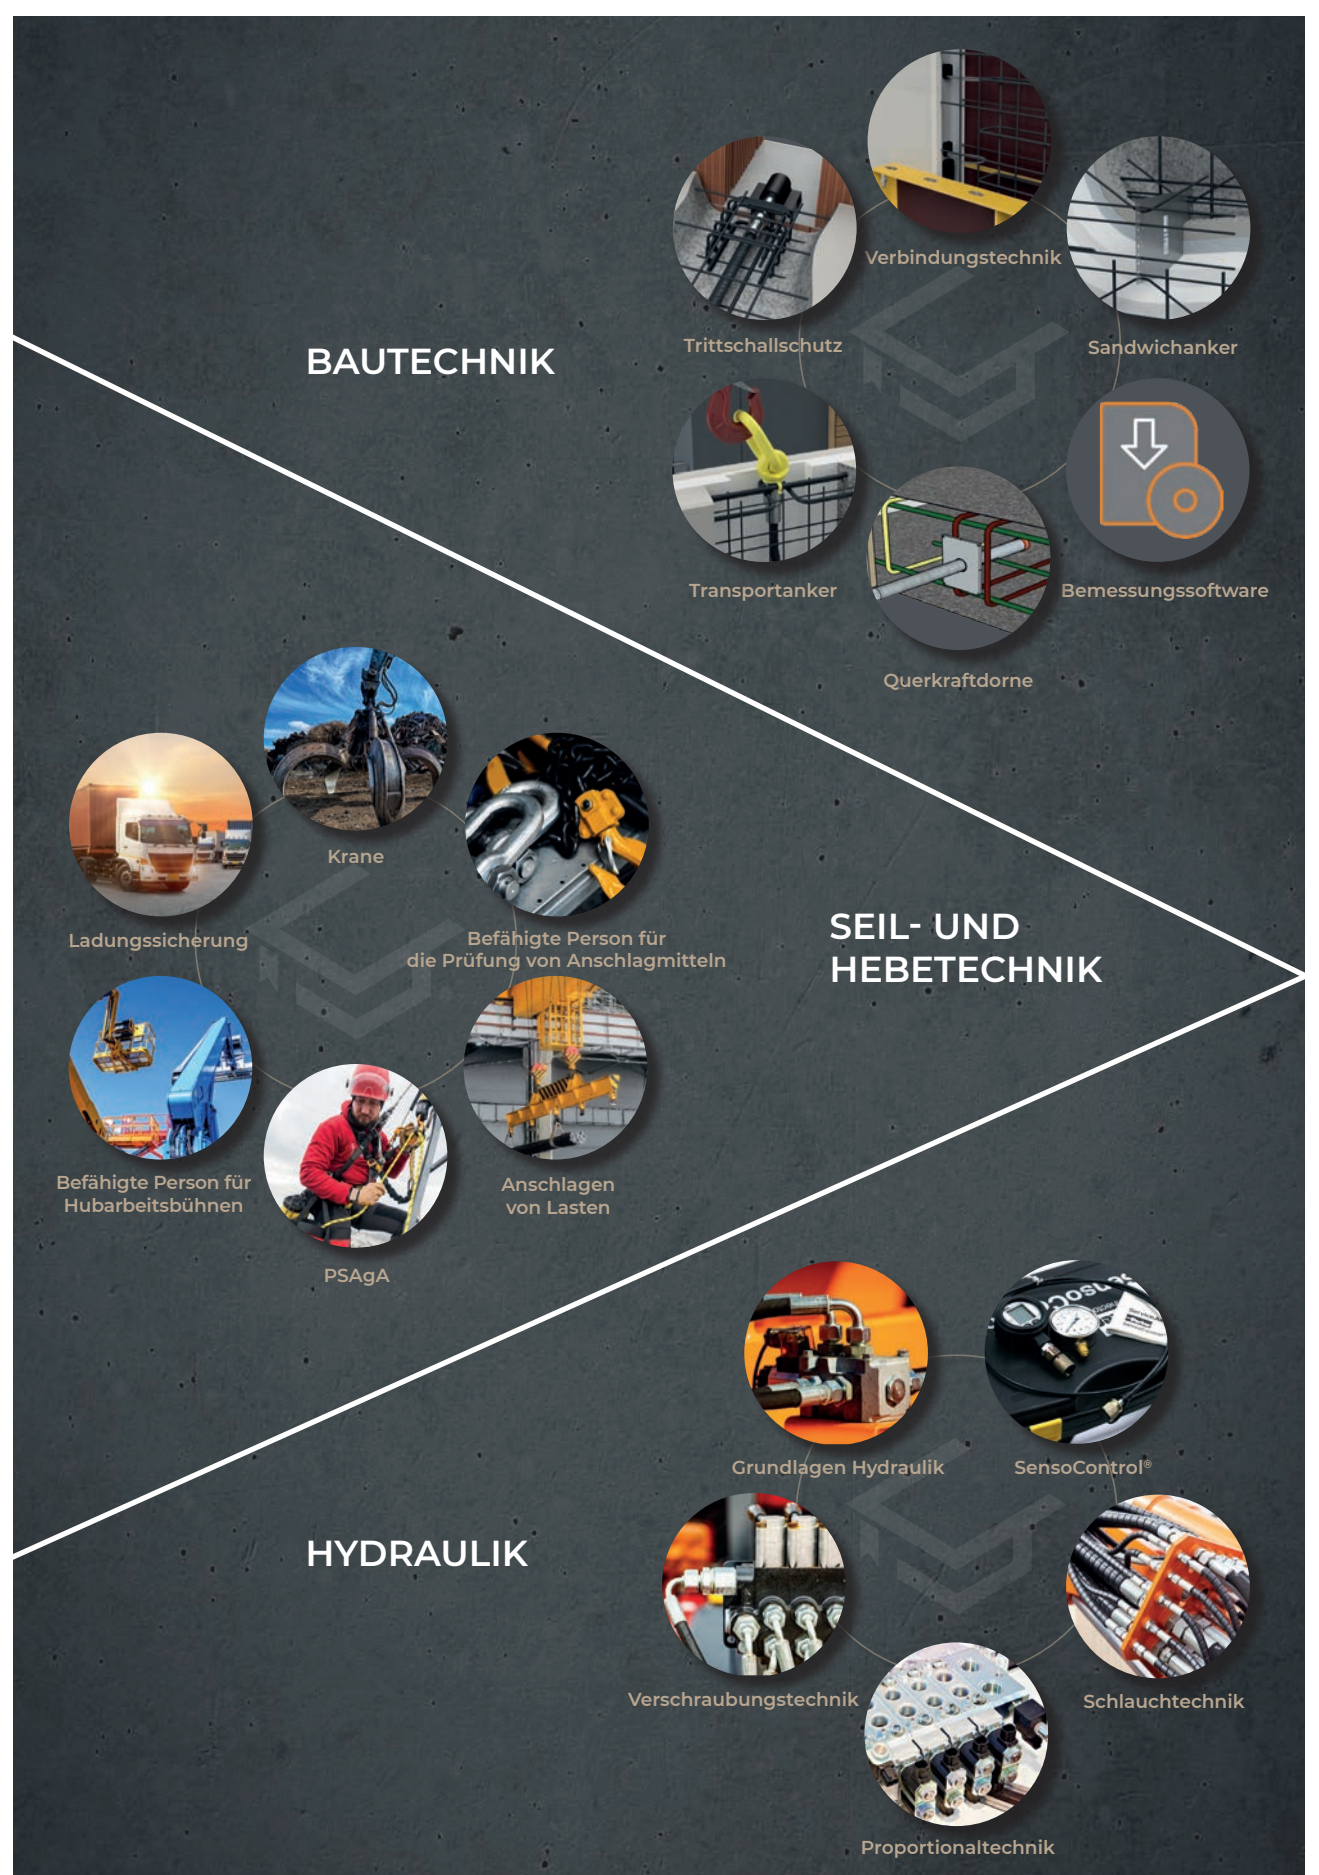 Verbindungstechnik
Trittschallschutz
Sandwichanker
BAUTECHNIK
Transportanker
Bemessungssoftware
Querkraftdorne
Krane
Ladungssicherung
Befähigte Person für
die Prüfung von Anschlagmitteln
SEIL- UND
HEBETECHNIK
Befähigte Person für
Hubarbeitsbühnen
Anschlagen
von Lasten
PSAgA
Grundlagen Hydraulik
SensoControl®
HYDRAULIK
Verschraubungstechnik
Schlauchtechnik
Proportionaltechnik